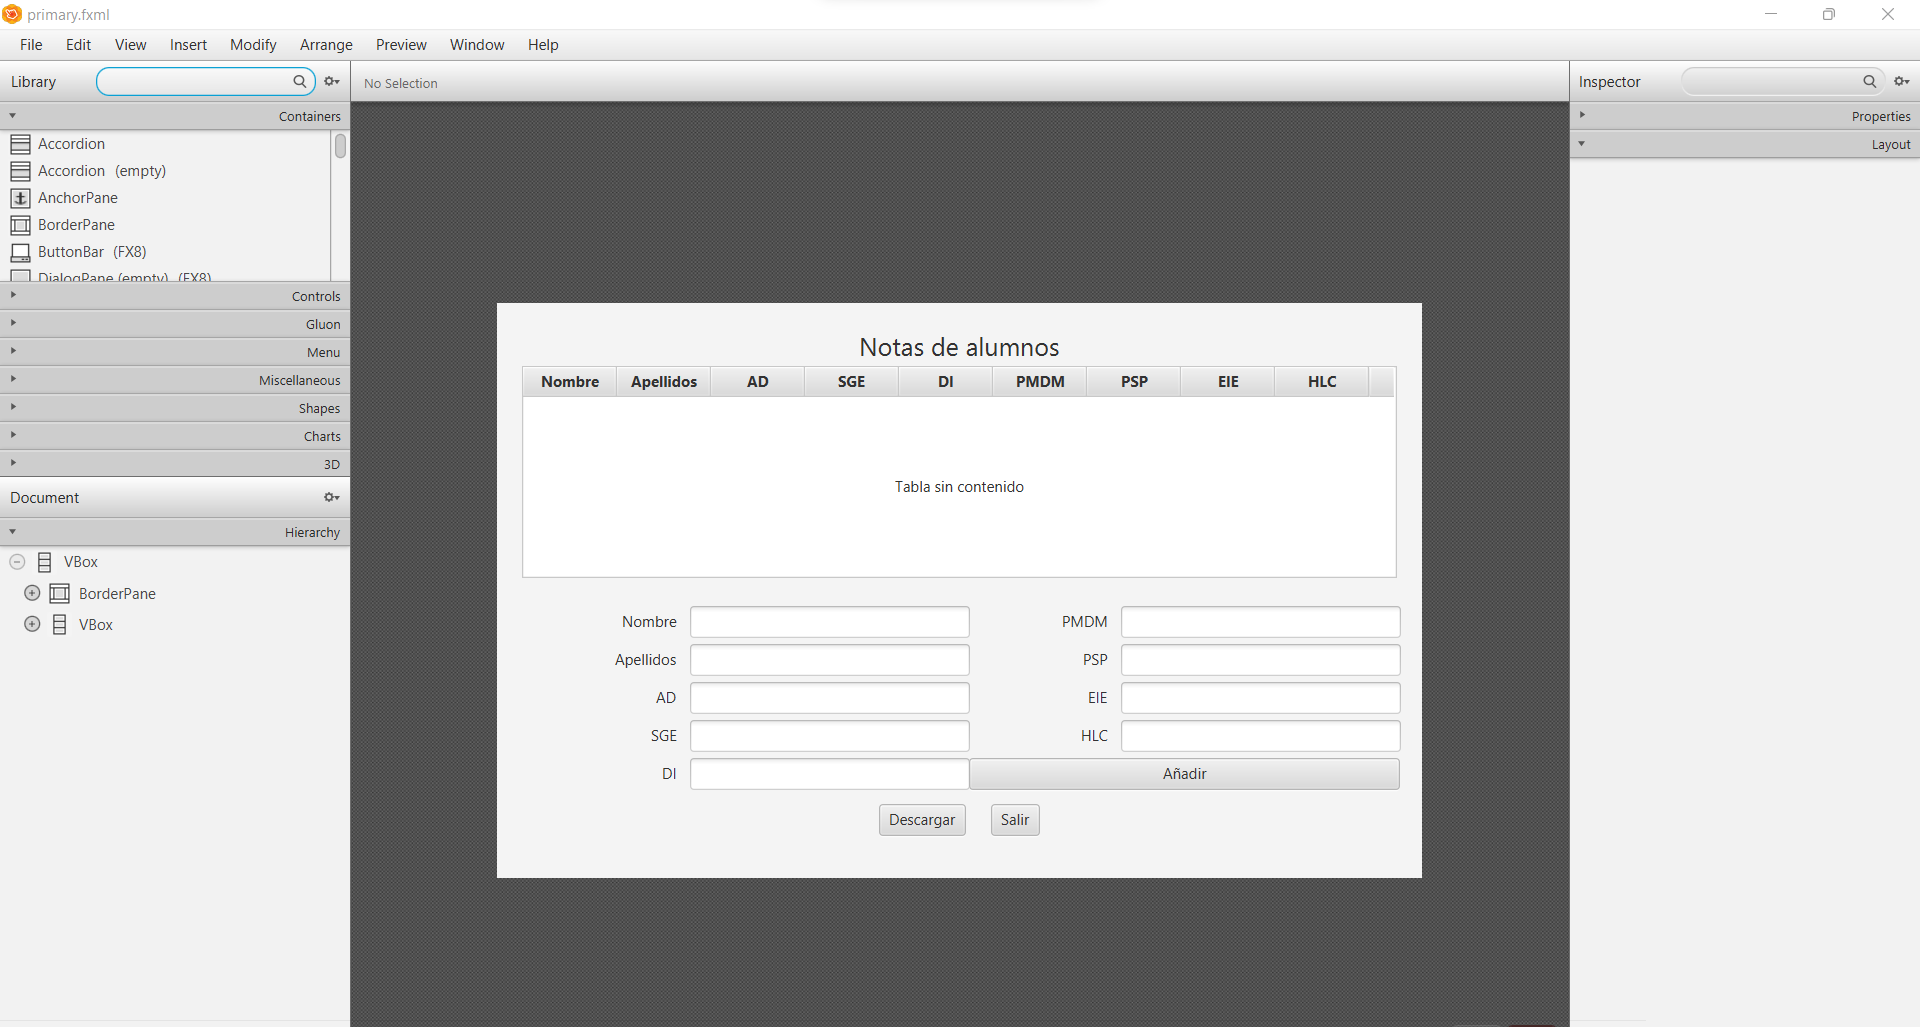 primary.fxml
File Edit View Insert Modify Arrange Preview Window Help
Library
No Selection
Inspector
Containers
Properties
Layout
Accordion
Accordion (empty)
AnchorPane
BorderPane
ButtonBar (FX8)
DialogPane (empty) (FX8)
Controls
Gluon
Menu
Miscellaneous
Shapes
Charts
3D
Document
Hierarchy
VBox
BorderPane
VBox
Notas de alumnos
Nombre Apellidos AD SGE DI PMDM PSP EIE HLC
Tabla sin contenido
Nombre PMDM
Apellidos PSP
AD EIE
SGE HLC
DI Añadir
Descargar Salir